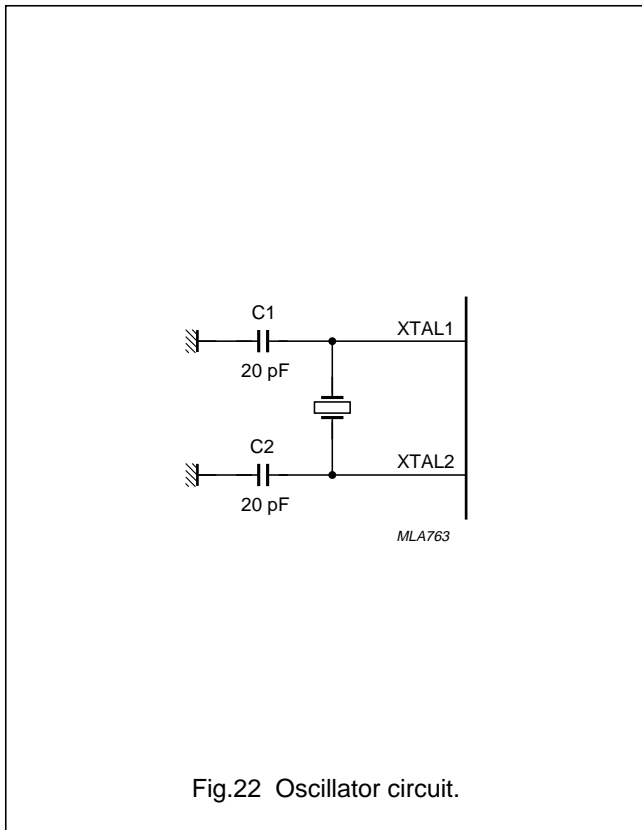 C1
XTAL1
20 pF
C2
XTAL2
20 pF
MLA763
Fig.22 Oscillator circuit.